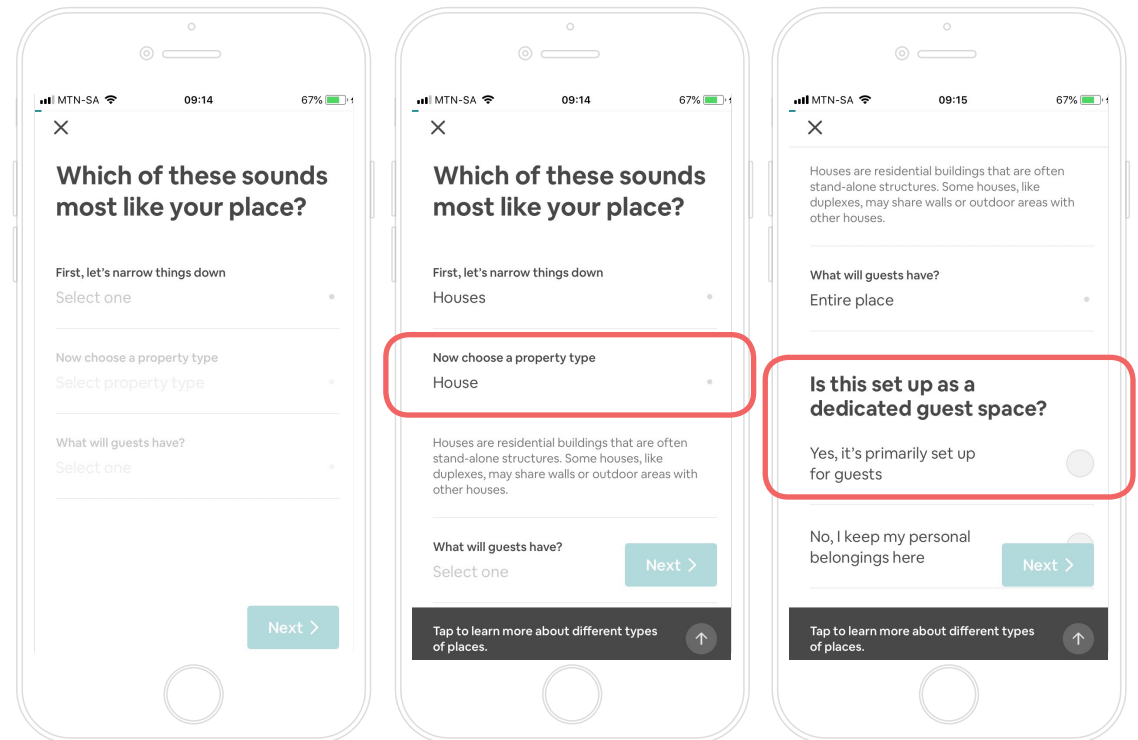 MTN-SA 09:14 67%
Which of these sounds
most like your place?
First, let's narrow things down
Select one
Now choose a property type
Select property type
What will guests have?
Select one
Next
MTN-SA 09:14 67%
Which of these sounds
most like your place?
First, let's narrow things down
Houses
Now choose a property type
House
Houses are residential buildings that are often
stand-alone structures. Some houses, like
duplexes, may share walls or outdoor areas with
other houses.
What will guests have?
Select one
Next
Tap to learn more about different types
of places.
MTN-SA 09:15 67%
Houses are residential buildings that are often
stand-alone structures. Some houses, like
duplexes, may share walls or outdoor areas with
other houses.
What will guests have?
Entire place
Is this set up as a
dedicated guest space?
Yes, it's primarily set up
for guests
No, I keep my personal
belongings here
Next
Tap to learn more about different types
of places.